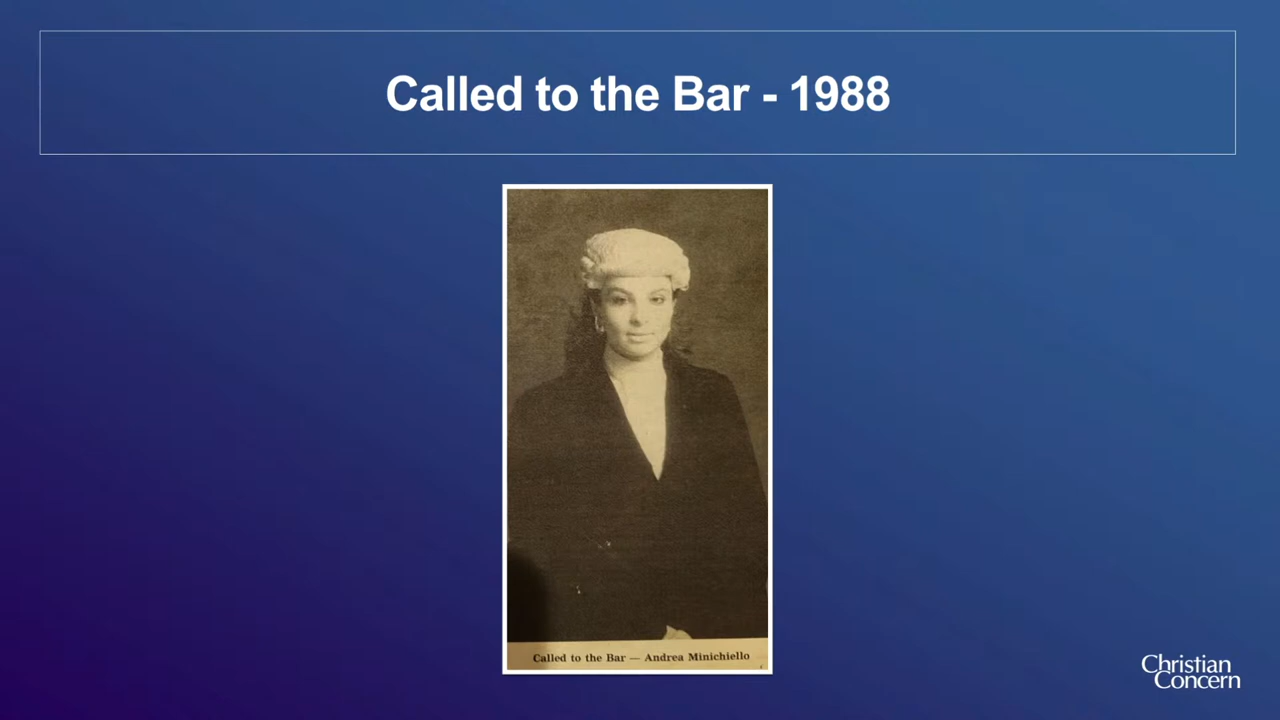 Called to the Bar - 1988
Called to the Bar — Andrea Minichiello
Christian
Concern